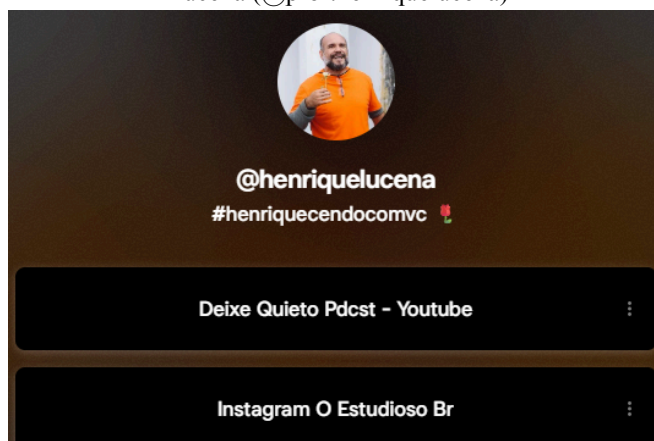 @henriquelucena
#henriquecendocomvc 🌷
Deixe Quieto Pdcst - Youtube
Instagram O Estudioso Br